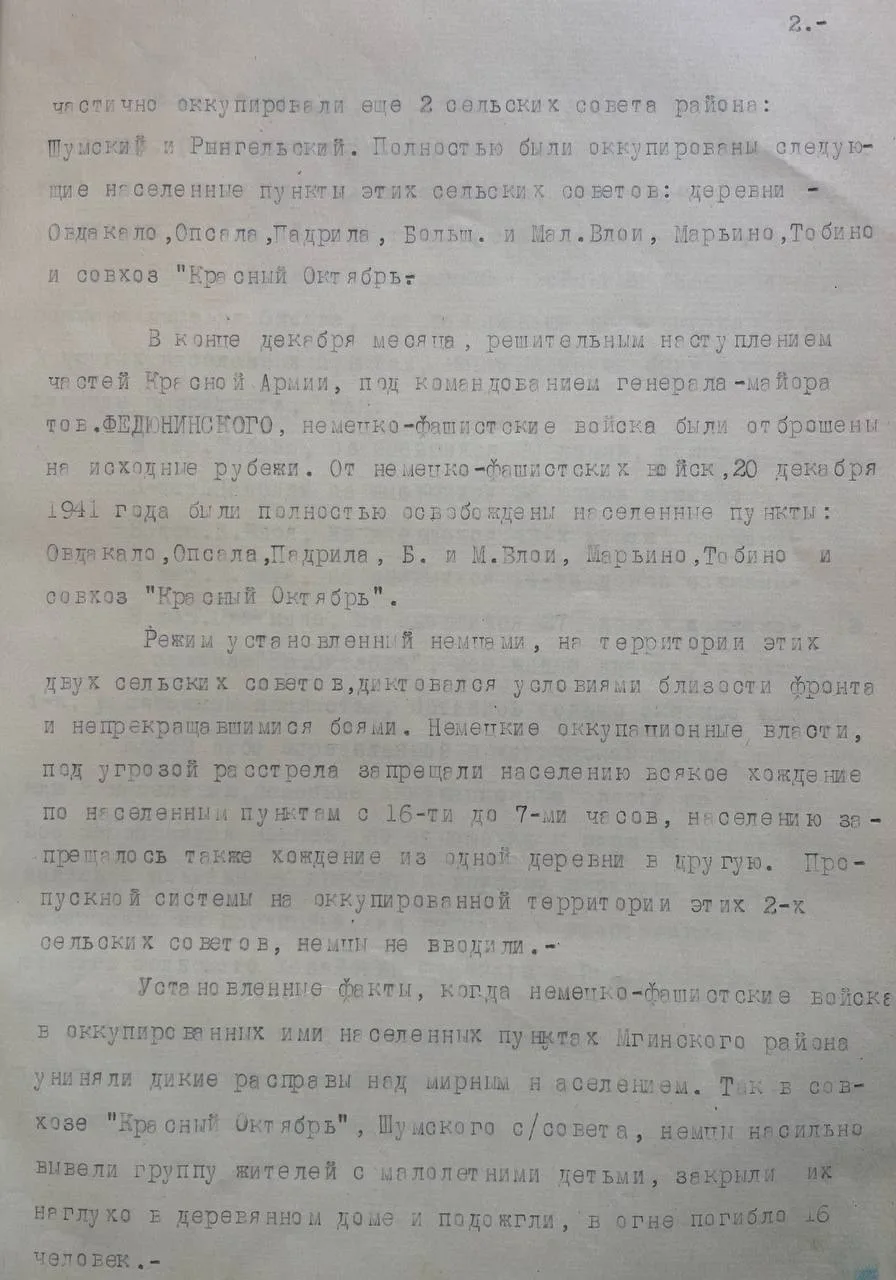 2.-
частично оккупировали еще 2 сельских совета района:
Шумский и Рынгельский. Полностью были оккупированы следую-
щие населенные пункты этих сельских советов: деревни -
Овдакало,Опсала,Падрила, Больш. и Мал.Влои, Марьино,Тобино
и совхоз "Красный Октябрь.-
В конце декабря месяца, решительным наступлением
частей Красной Армии, под командованием генерала-майора
тов.ФЕДЮНИНСКОГО, немецко-фашистские войска были отброшены
на исходные рубежи. От немецко-фашистских войск,20 декабря
1941 года были полностью освобождены населенные пункты:
Овдакало,Опсала,Падрила, Б. и М.Влои, Марьино,Тобино и
совхоз "Красный Октябрь".
Режим установленный немцами, на территории этих
двух сельских советов,диктовался условиями близости фронта
и непрекращавшимися боями. Немецкие оккупационные власти,
под угрозой расстрела запрещали населению всякое хождение
по населенным пунктам с 16-ти до 7-ми часов, населению за-
прещалось также хождение из одной деревни в другую. Про-
пускной системы на оккупированной территории этих 2-х
сельских советов, немцы не вводили.-
Установленные факты, когда немецко-фашистские войска
в оккупированных ими населенных пунктах Мгинского района
униняли дикие расправы над мирным н аселением. Так в сов-
хозе "Красный Октябрь", Шумского с/совета, немцы насильно
вывели группу жителей с малолетними детьми, закрыли их
наглухо в деревянном доме и подожгли, в огне погибло 16
человек.-